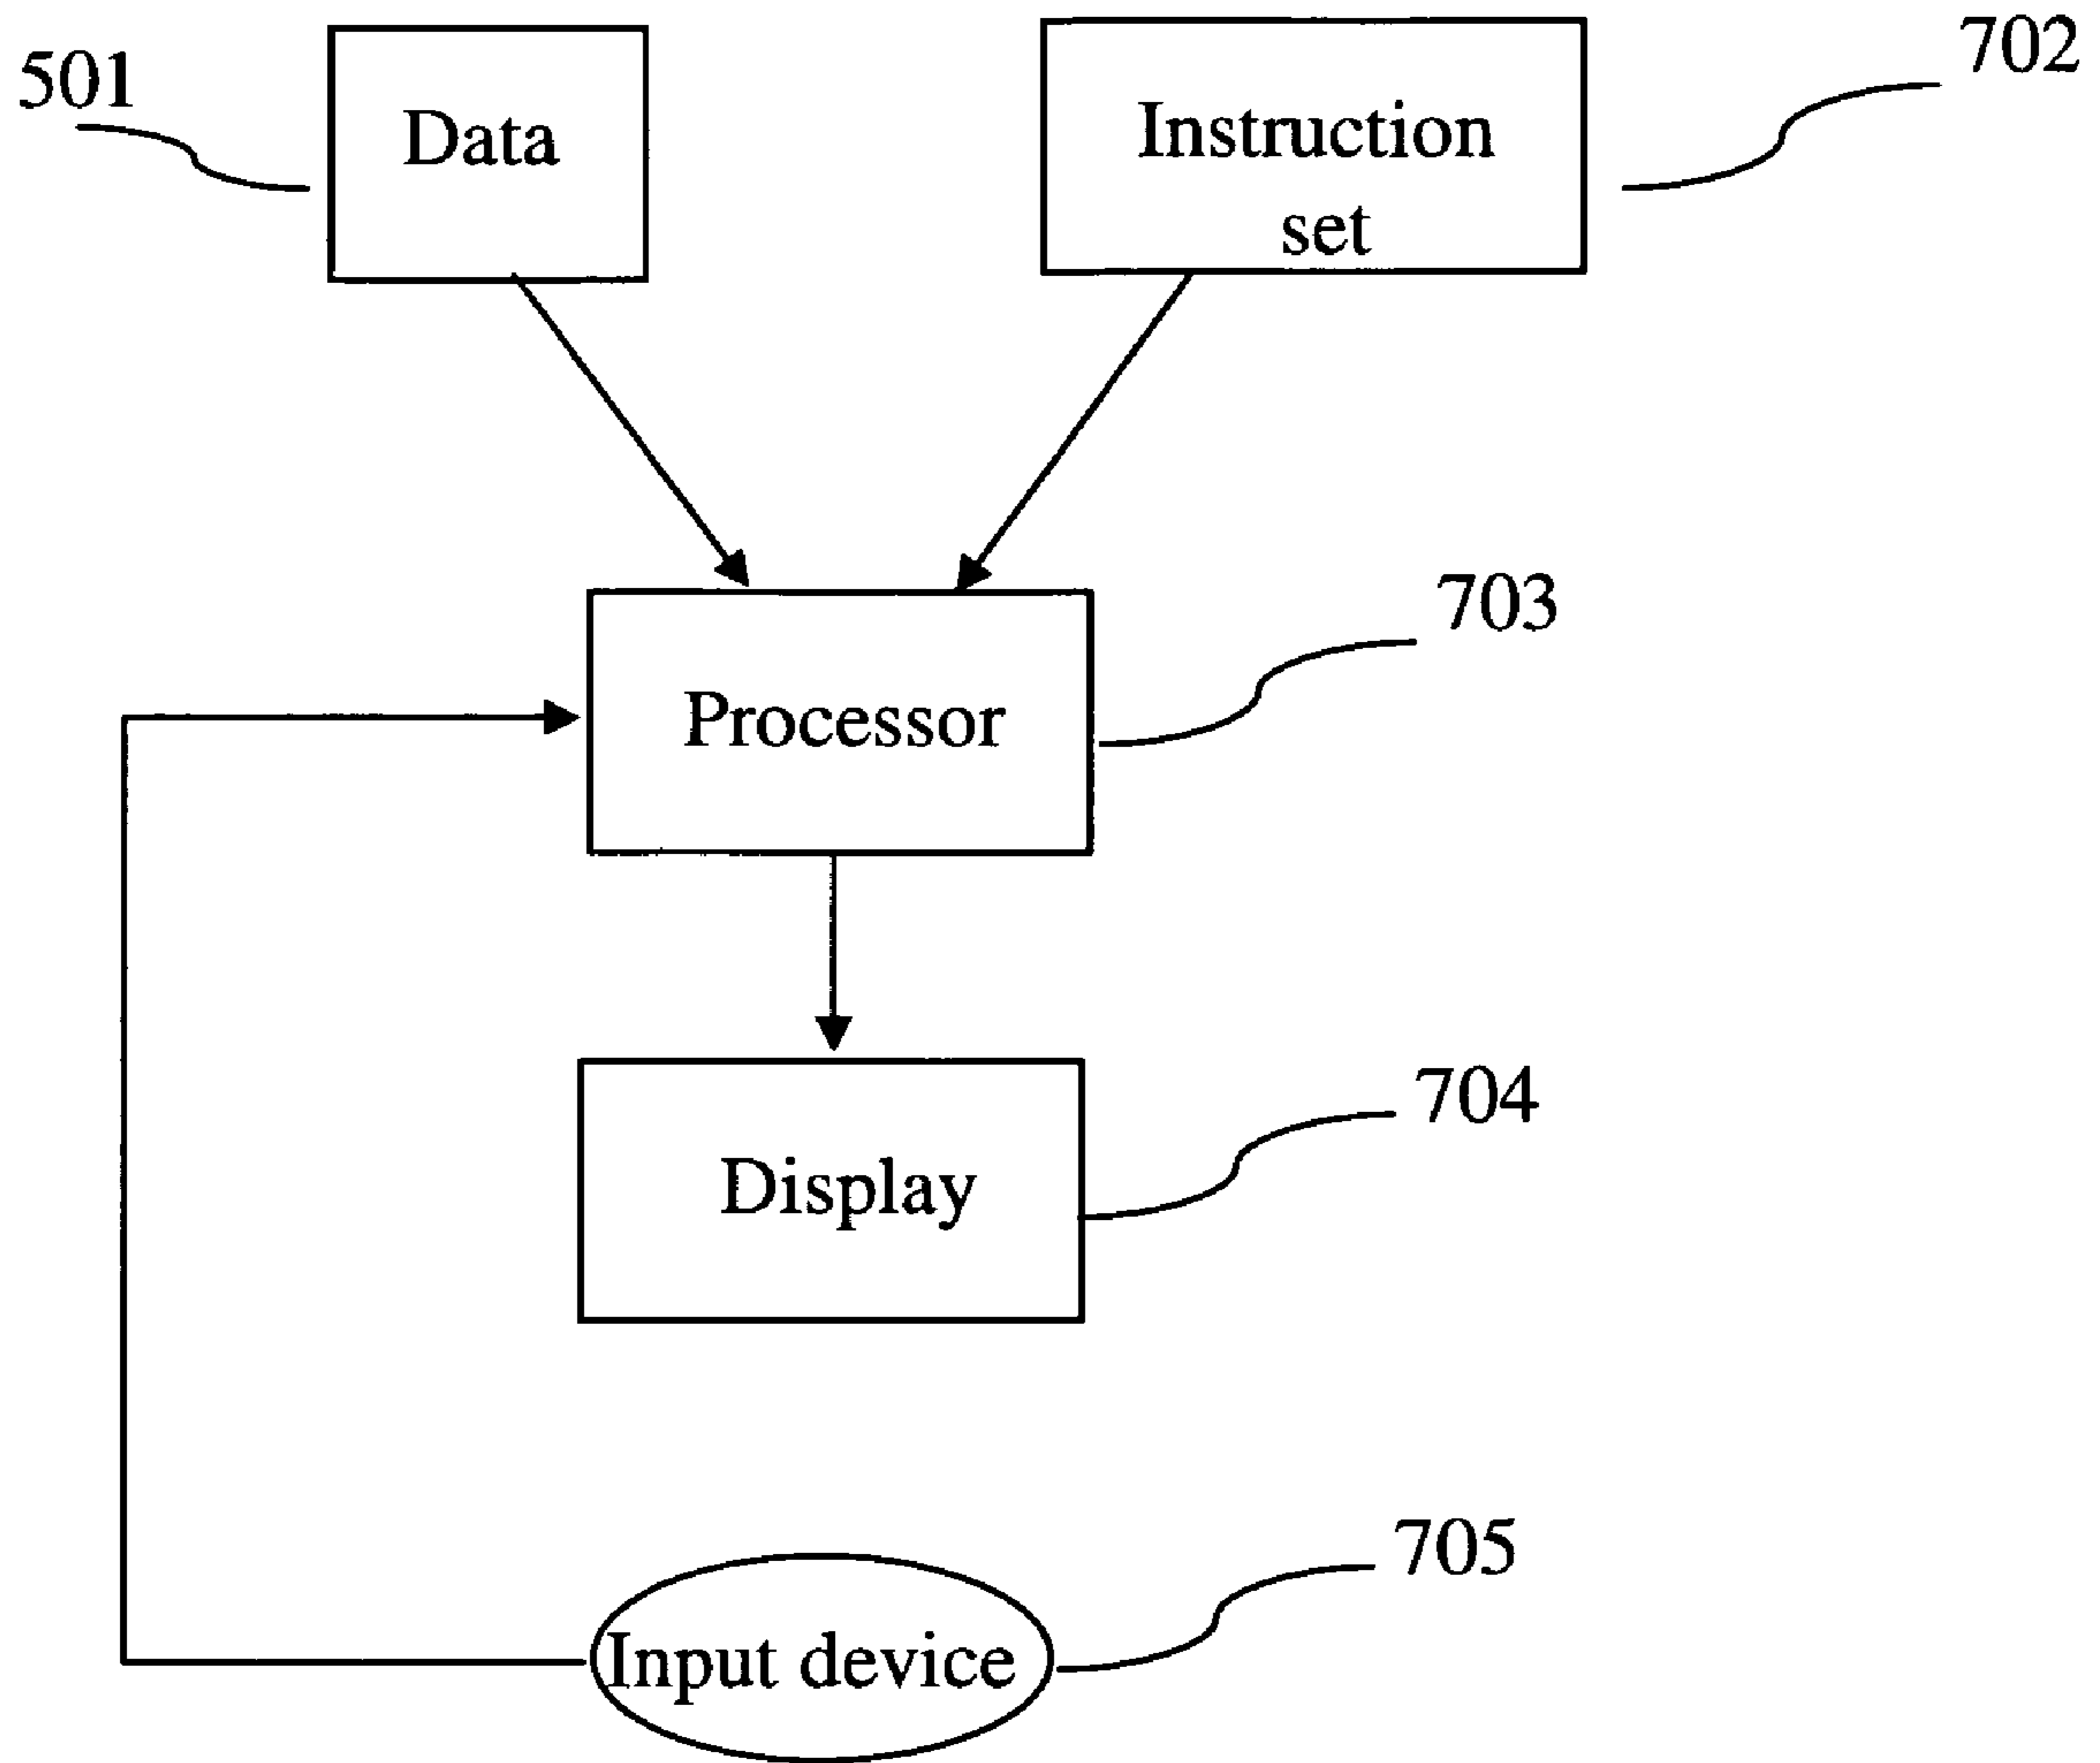 501
Data
Instruction
set
702
Processor
703
Display
704
Input device
705